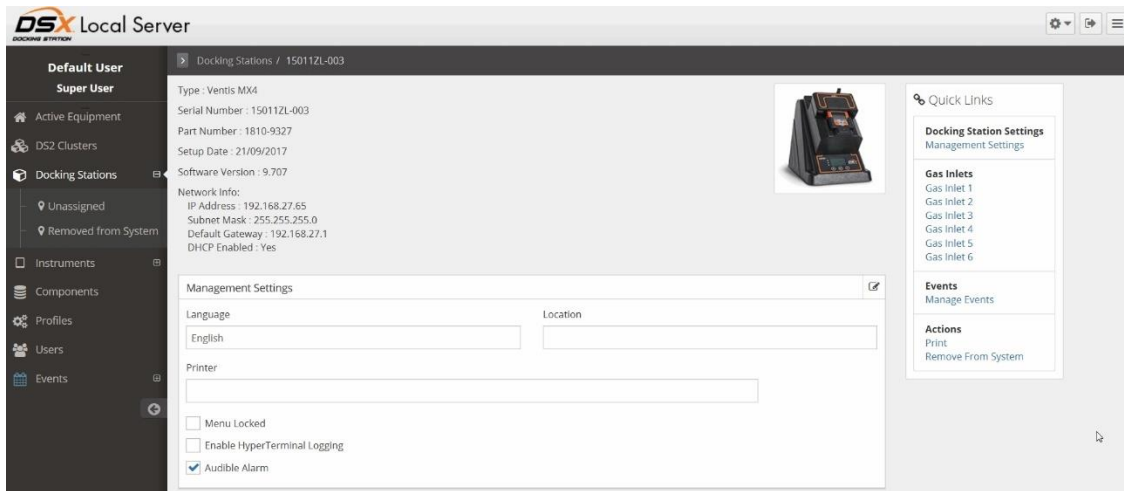 DSX Local Server
DOCKING STATION
Default User
Super User
Active Equipment
DS2 Clusters
Docking Stations
Unassigned
Removed from System
Instruments
Components
Profiles
Users
Events
Docking Stations / 15011ZL-003
Type : Ventis MX4
Serial Number : 15011ZL-003
Part Number : 1810-9327
Setup Date : 21/09/2017
Software Version : 9.707
Network Info:
IP Address : 192.168.27.65
Subnet Mask : 255.255.255.0
Default Gateway : 192.168.27.1
DHCP Enabled : Yes
Management Settings
Language
Location
English
Printer
Menu Locked
Enable HyperTerminal Logging
Audible Alarm
Quick Links
Docking Station Settings
Management Settings
Gas Inlets
Gas Inlet 1
Gas Inlet 2
Gas Inlet 3
Gas Inlet 4
Gas Inlet 5
Gas Inlet 6
Events
Manage Events
Actions
Print
Remove From System